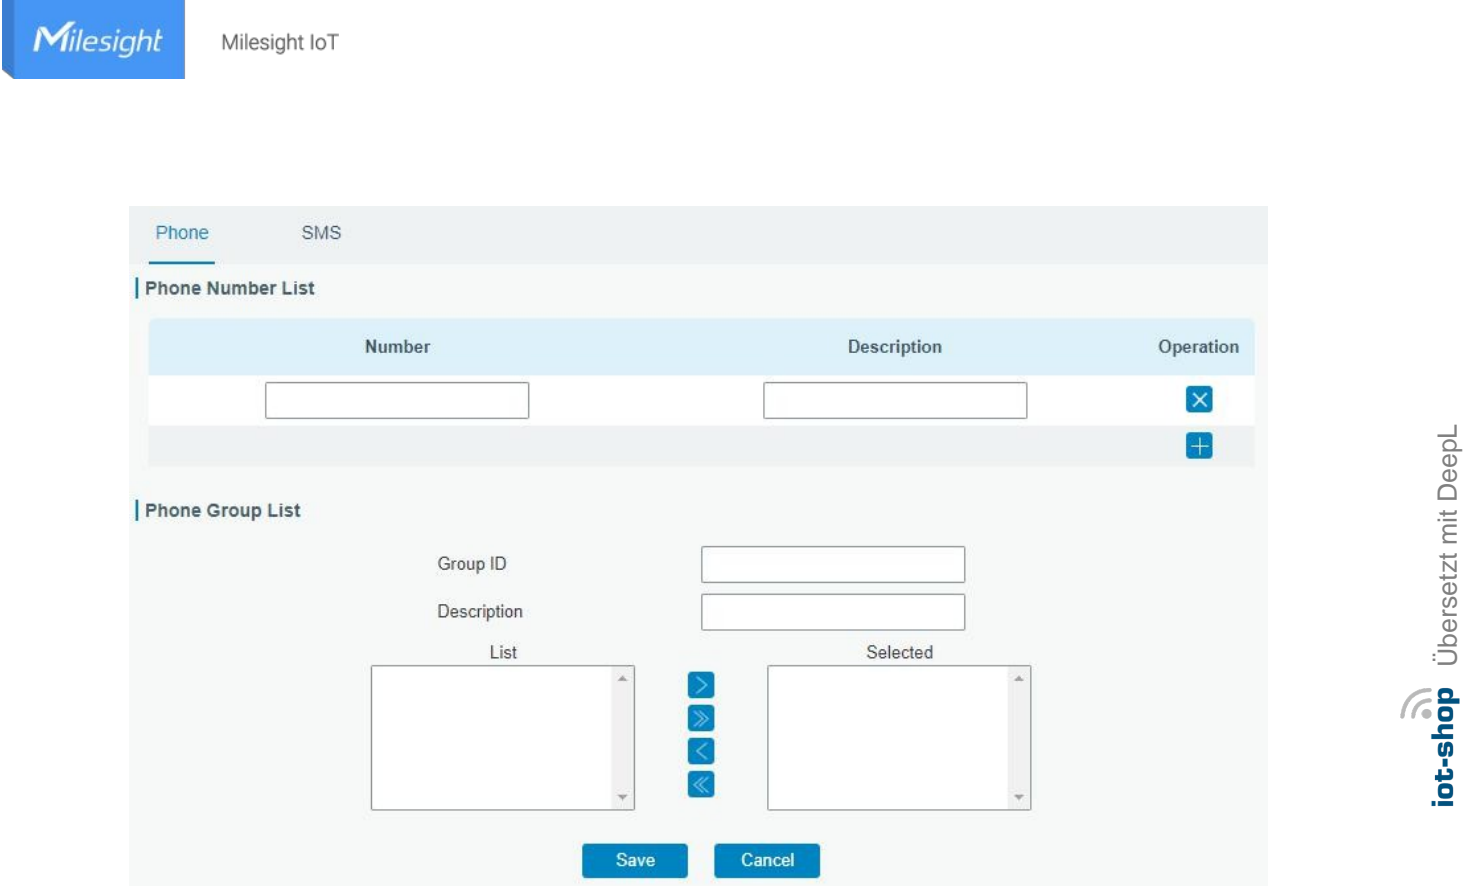 Milesight
Milesight IoT
Phone
SMS
Phone Number List
Number
Description
Operation
Phone Group List
Group ID
Description
List
Selected
Save
Cancel
iot-shop Übersetzt mit DeepL